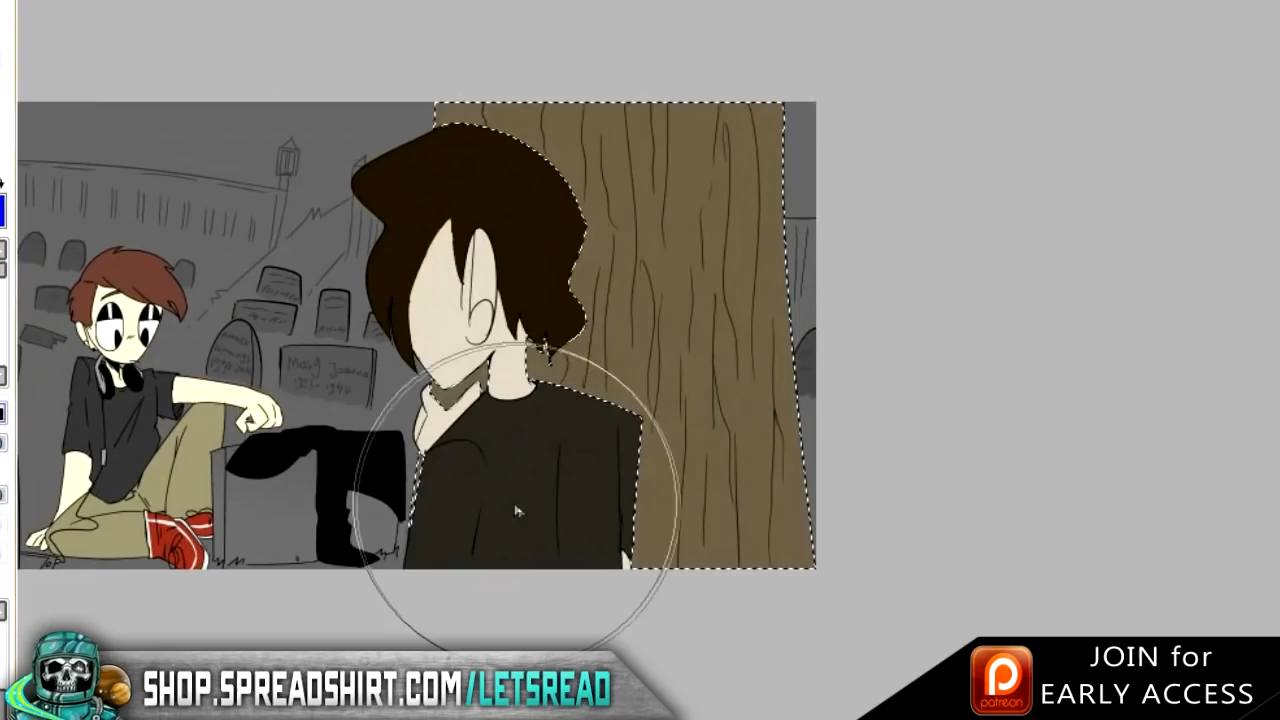 Mary Joanna
SHOP.SPREADSHIRT.COM/LETSREAD
patreon
JOIN for
EARLY ACCESS